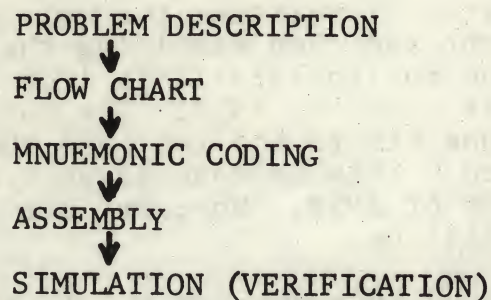 PROBLEM DESCRIPTION
FLOW CHART
MNUEMONIC CODING
ASSEMBLY
SIMULATION (VERIFICATION)